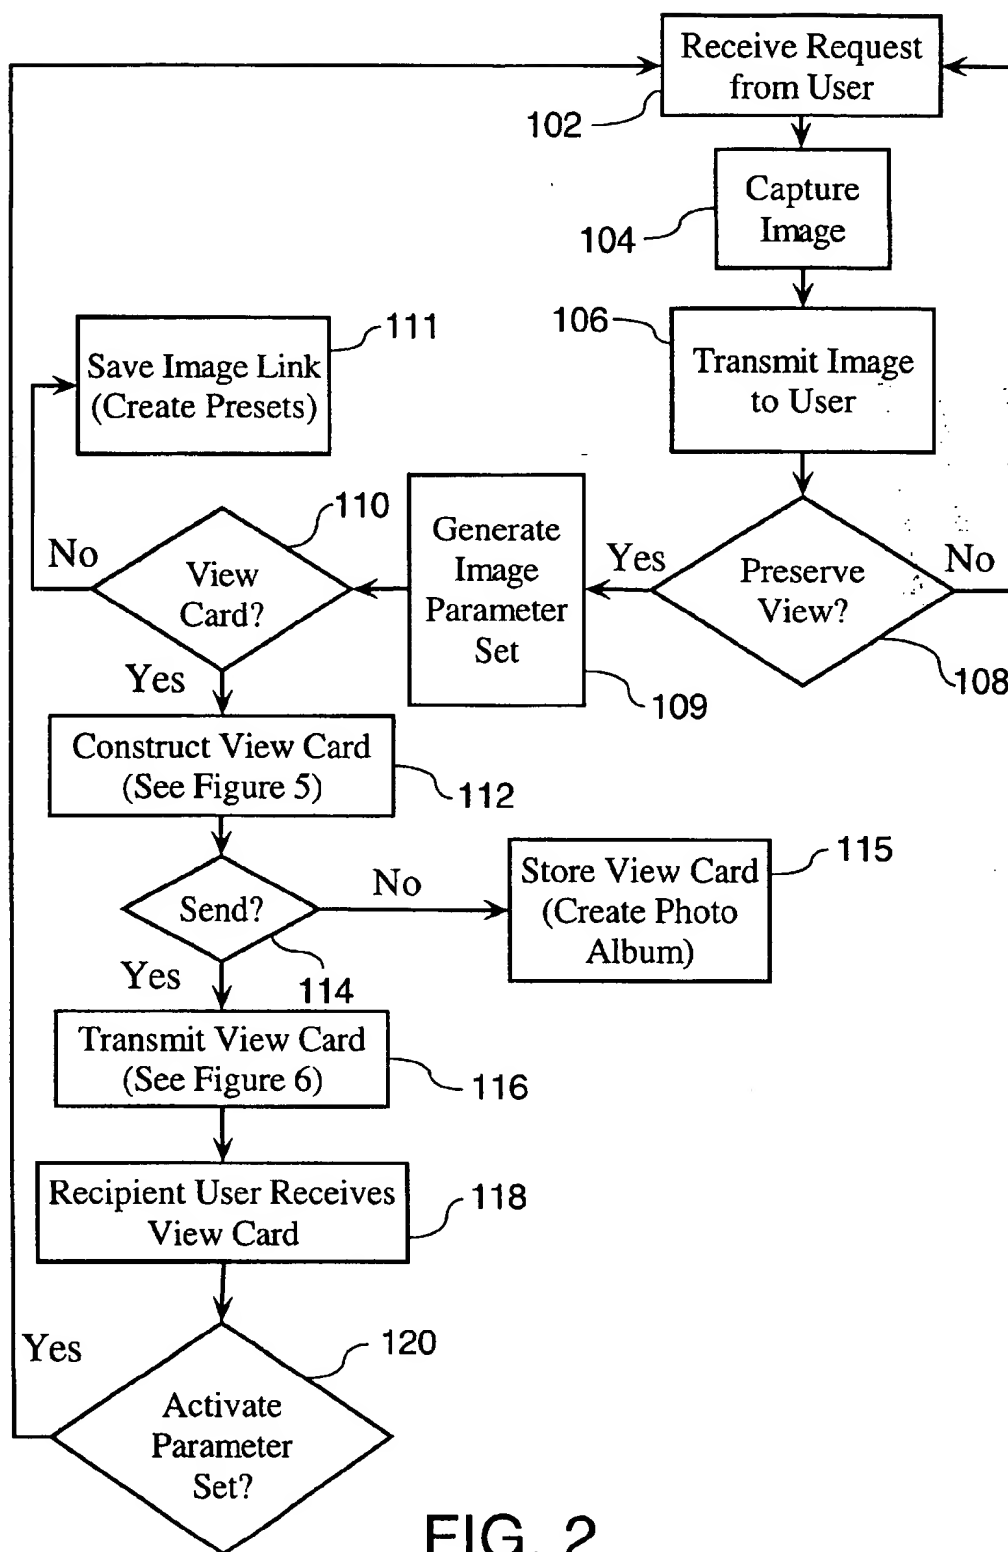 Receive Request
from User
102
Capture
Image
104
106
Transmit Image
to User
111
Save Image Link
(Create Presets)
110
No
View
Card?
Generate
Image
Parameter
Set
109
Yes
Preserve
View?
No
108
Yes
Construct View Card
(See Figure 5)
112
Send?
No
114
Store View Card
(Create Photo
Album)
115
Yes
Transmit View Card
(See Figure 6)
116
Recipient User Receives
View Card
118
Yes
120
Activate
Parameter
Set?
FIG. 2